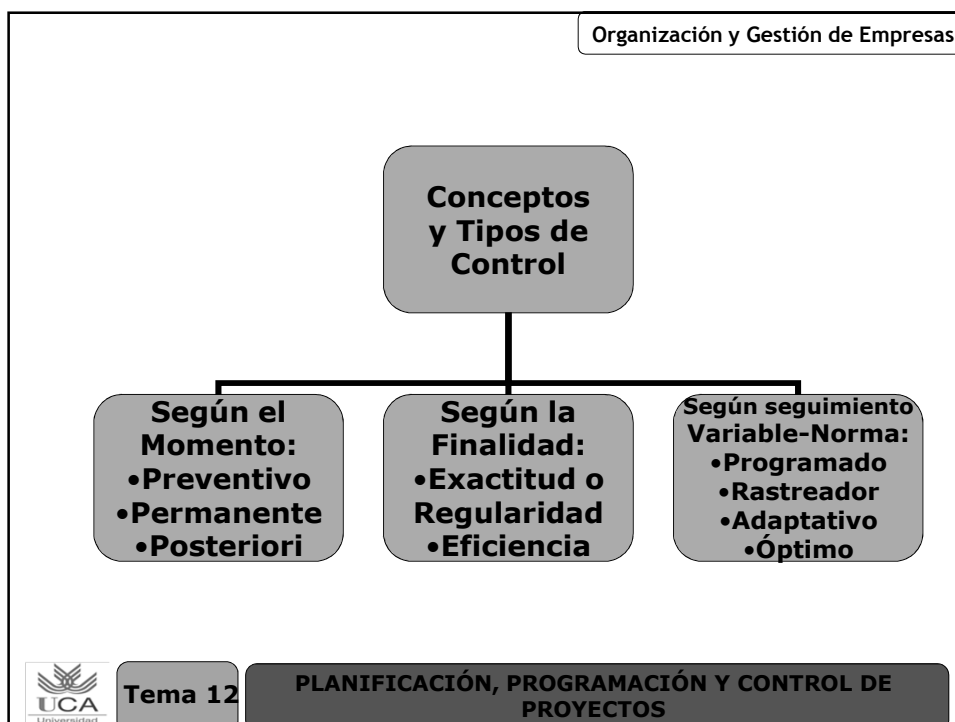 Organización y Gestión de Empresas
Conceptos
y Tipos de
Control
Según el
Momento:
•Preventivo
•Permanente
•Posteriori
Según la
Finalidad:
•Exactitud o
Regularidad
•Eficiencia
Según seguimiento
Variable-Norma:
•Programado
•Rastreador
•Adaptativo
•Óptimo
UCA
Universidad
Tema 12
PLANIFICACIÓN, PROGRAMACIÓN Y CONTROL DE
PROYECTOS